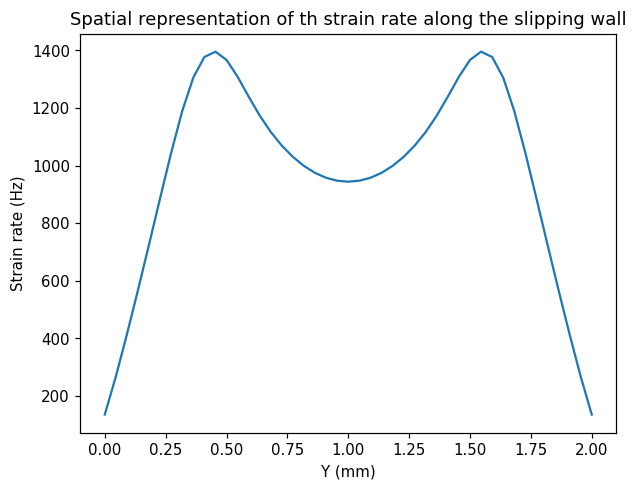 Spatial representation of th strain rate along the slipping wall
1400
1200
1000
800
600
400
200
Strain rate (Hz)
0.00 0.25 0.50 0.75 1.00 1.25 1.50 1.75 2.00
Y (mm)